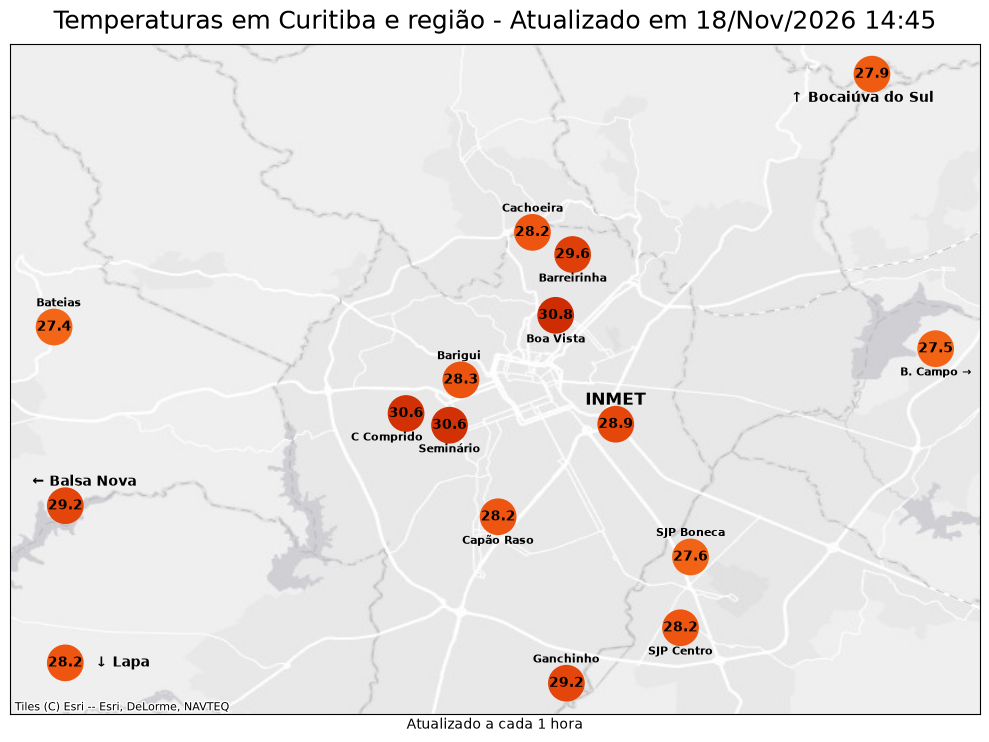 Temperaturas em Curitiba e região - Atualizado em 18/Nov/2026 14:45
27.9
↑ Bocaiúva do Sul
Cachoeira
28.2
29.6
Barreirinha
Bateias
27.4
30.8
Boa Vista
27.5
B. Campo →
Barigui
28.3
INMET
28.9
30.6
C Comprido
30.6
Seminário
← Balsa Nova
29.2
28.2
Capão Raso
SJP Boneca
27.6
28.2
SJP Centro
28.2 ↓ Lapa
Ganchinho
29.2
Tiles (C) Esri -- Esri, DeLorme, NAVTEQ
Atualizado a cada 1 hora